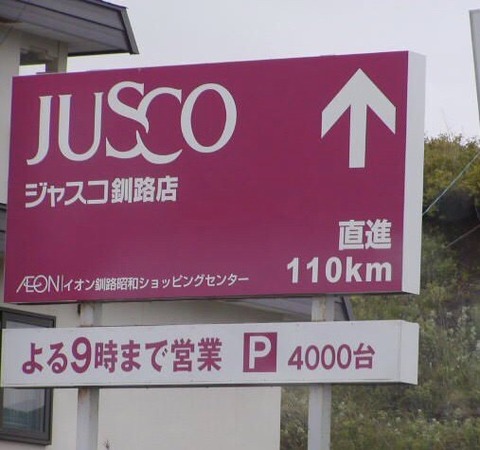 JUSCO
ジャスコ釧路店
直進
110km
ÆON イオン釧路昭和ショッピングセンター
よる9時まで営業 P 4000台